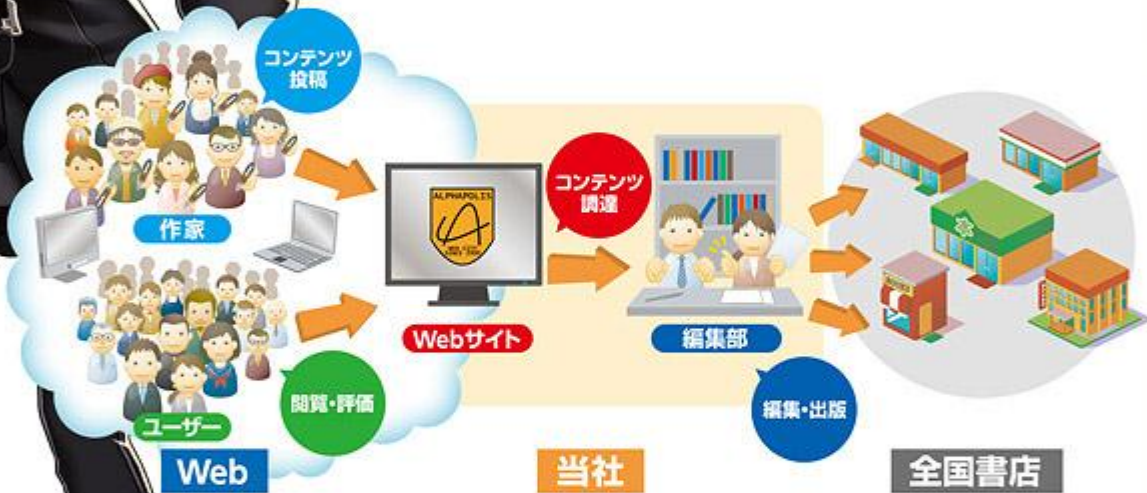 コンテンツ
投稿
作家
ALPHAPOLIS
Webサイト
コンテンツ
調達
編集部
本
ユーザー
閲覧・評価
編集・出版
Web
当社
全国書店